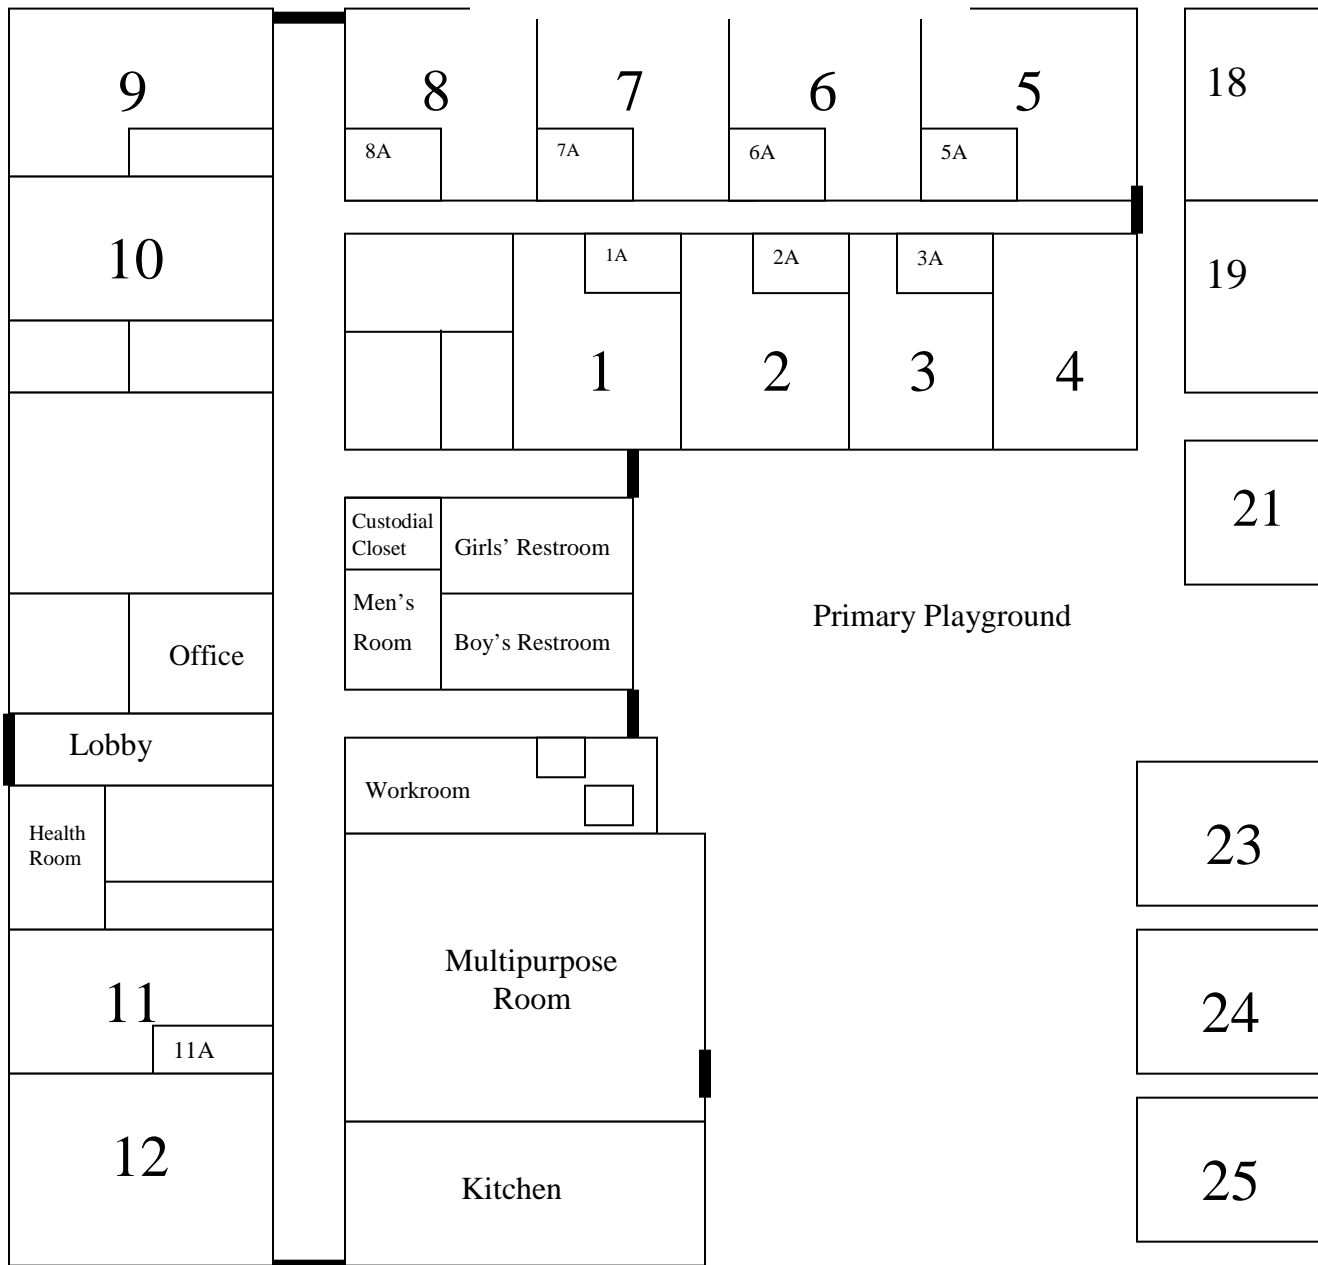 9
8
7
6
5
18
8A
7A
6A
5A
10
1A
2A
3A
19
1
2
3
4
21
Custodial
Closet
Girls’ Restroom
Men’s
Room
Boy’s Restroom
Primary Playground
Office
Lobby
Workroom
Health
Room
23
Multipurpose
Room
11
11A
24
12
Kitchen
25